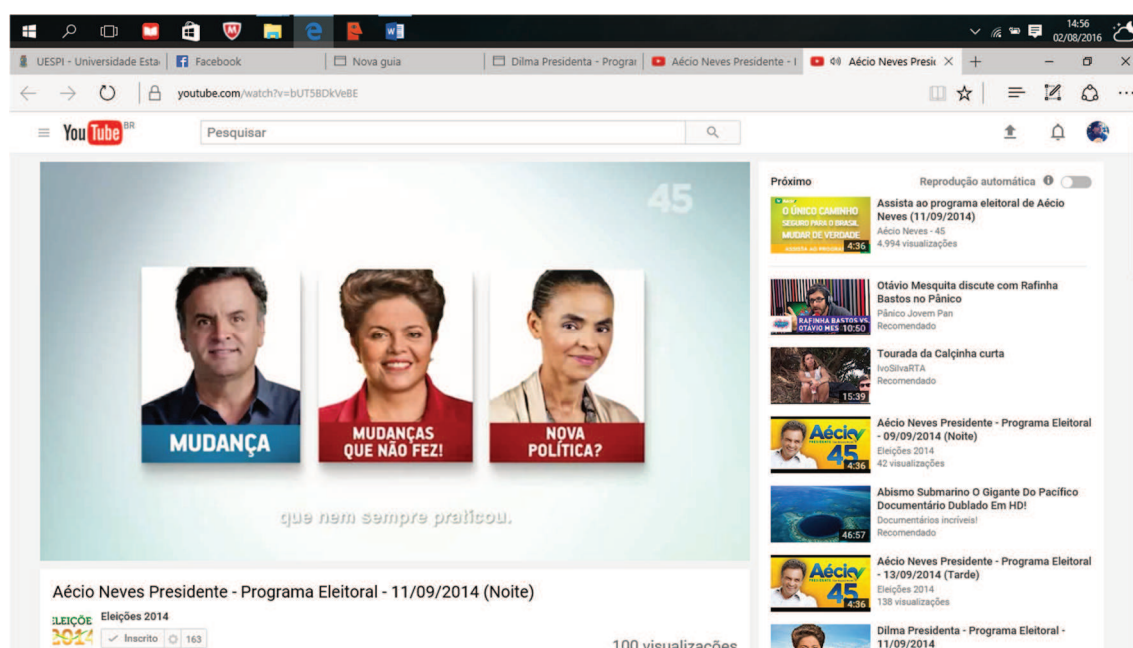 14:56
02/08/2016
UESPI - Universidade Esta
Facebook
Nova guia
Dilma Presidenta - Progra
Aécio Neves Presidente - I
Aécio Neves Presic
youtube.com/watch?v=bUT5BDkVeBE
YouTube BR
Pesquisar
45
MUDANÇA
MUDANÇAS
QUE NÃO FEZ!
NOVA
POLÍTICA?
que nem sempre praticou.
Aécio Neves Presidente - Programa Eleitoral - 11/09/2014 (Noite)
ELEIÇÕE
2014
Eleições 2014
Inscrito 163
100 visualizações
Próximo
Reprodução automática
O ÚNICO CAMINHO
SEGURO PARA O BRASIL
MUDAR DE VERDADE
4:36
Assista ao programa eleitoral de Aécio
Neves (11/09/2014)
Aécio Neves - 45
4.994 visualizações
RAFINHA BASTOS VS.
OTÁVIO MES 10:50
Otávio Mesquita discute com Rafinha
Bastos no Pânico
Pânico Jovem Pan
Recomendado
15:39
Tourada da Calçinha curta
IvoSilvaRTA
Recomendado
Aécio
45
4:36
Aécio Neves Presidente - Programa Eleitoral
- 09/09/2014 (Noite)
Eleições 2014
42 visualizações
46:57
Abismo Submarino O Gigante Do Pacífico
Documentário Dublado Em HD!
Documentários incríveis!
Recomendado
Aécio
45
4:36
Aécio Neves Presidente - Programa Eleitoral
- 13/09/2014 (Tarde)
Eleições 2014
138 visualizações
Dilma Presidenta - Programa Eleitoral -
11/09/2014